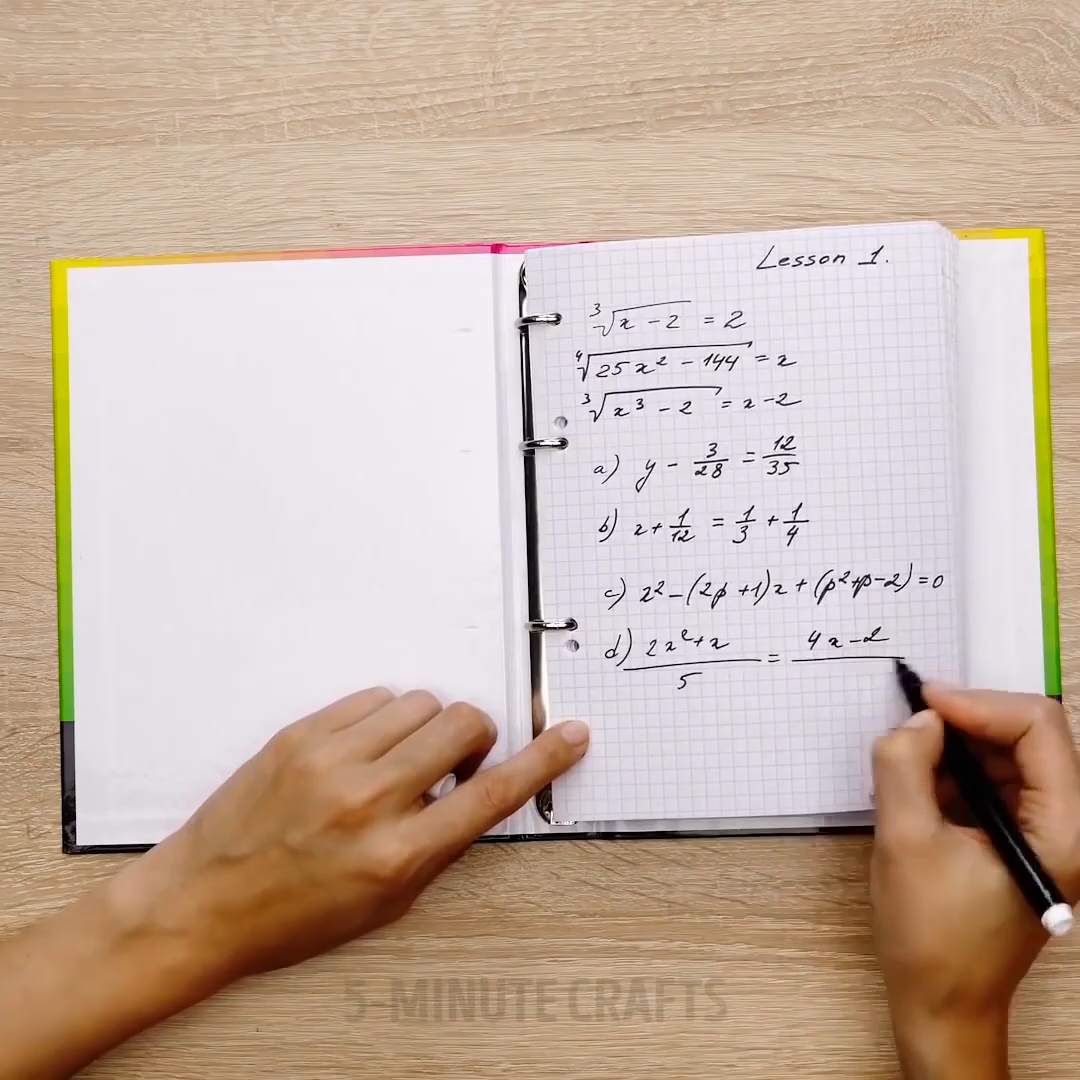 Lesson 1.
∛(x - 2) = 2
∜(25x² - 144) = x
∛(x³ - 2) = x - 2
a) y - 3/28 = 12/35
b) x + 1/12 = 1/3 + 1/4
c) x² - (2p + 1)x + (p² + p - 2) = 0
d) (2x² + x)/5 = 4x - 2
5-MINUTE CRAFTS